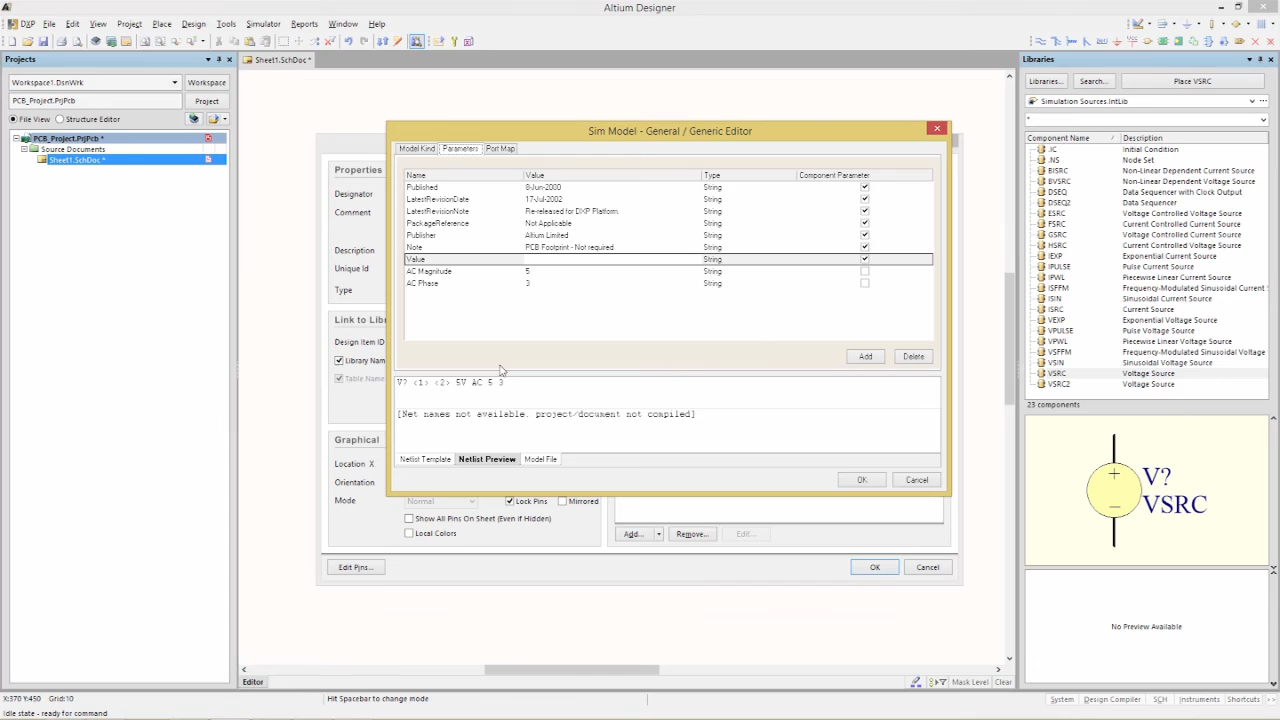 Altium Designer
DXP File Edit View Project Place Design Tools Simulator Reports Window Help
Projects
Sheet1.SchDoc *
Libraries
Workspace1.DsnWrk Workspace
PCB_Project.PrjPcb Project
File View Structure Editor
PCB_Project.PrjPcb *
Source Documents
Sheet1.SchDoc *
Properties
Designator
Comment
Description
Unique Id
Type
Link to Libr
Design Item ID
Library Name
Table Name
Graphical
Location X
Orientation
Mode Normal Lock Pins Mirrored
Show All Pins On Sheet (Even if Hidden)
Local Colors
Add... Remove... Edit...
Edit Pins... OK Cancel
Sim Model - General / Generic Editor
Model Kind Parameters Port Map
Name Value Type Component Parameter
Published 8-Jun-2000 String
LatestRevisionDate 17-Jul-2002 String
LatestRevisionNote Re-released for DXP Platform. String
PackageReference Not Applicable String
Publisher Altium Limited String
Note PCB Footprint - Not required String
Value String
AC Magnitude 5 String
AC Phase 3 String
Add Delete
V? <1> <2> 5V AC 5 3
[Net names not available, project/document not compiled]
Netlist Template Netlist Preview Model File
OK Cancel
Libraries... Search... Place VSRC
Simulation Sources.IntLib
*
Component Name / Description
.IC Initial Condition
.NS Node Set
BISRC Non-Linear Dependent Current Source
BVSRC Non-Linear Dependent Voltage Source
DSEQ Data Sequencer with Clock Output
DSEQ2 Data Sequencer
ESRC Voltage Controlled Voltage Source
FSRC Current Controlled Current Source
GSRC Voltage Controlled Current Source
HSRC Current Controlled Voltage Source
IEXP Exponential Current Source
IPULSE Pulse Current Source
IPWL Piecewise Linear Current Source
ISFFM Frequency-Modulated Sinusoidal Current S
ISIN Sinusoidal Current Source
ISRC Current Source
VEXP Exponential Voltage Source
VPULSE Pulse Voltage Source
VPWL Piecewise Linear Voltage Source
VSFFM Frequency-Modulated Sinusoidal Voltage
VSIN Sinusoidal Voltage Source
VSRC Voltage Source
VSRC2 Voltage Source
23 components
V?
VSRC
No Preview Available
Editor Mask Level Clear
X:370 Y:450 Grid:10 Hit Spacebar to change mode System Design Compiler SCH Instruments Shortcuts >>
Idle state - ready for command